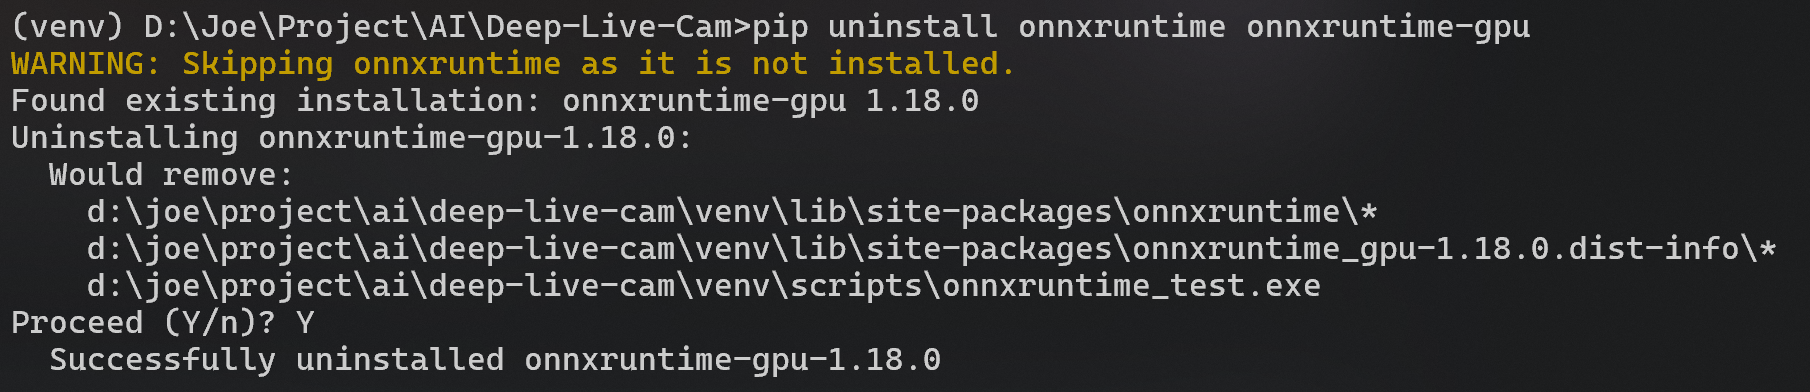 (venv) D:\Joe\Project\AI\Deep-Live-Cam>pip uninstall onnxruntime onnxruntime-gpu
WARNING: Skipping onnxruntime as it is not installed.
Found existing installation: onnxruntime-gpu 1.18.0
Uninstalling onnxruntime-gpu-1.18.0:
  Would remove:
    d:\joe\project\ai\deep-live-cam\venv\lib\site-packages\onnxruntime\*
    d:\joe\project\ai\deep-live-cam\venv\lib\site-packages\onnxruntime_gpu-1.18.0.dist-info\*
    d:\joe\project\ai\deep-live-cam\venv\scripts\onnxruntime_test.exe
Proceed (Y/n)? Y
  Successfully uninstalled onnxruntime-gpu-1.18.0